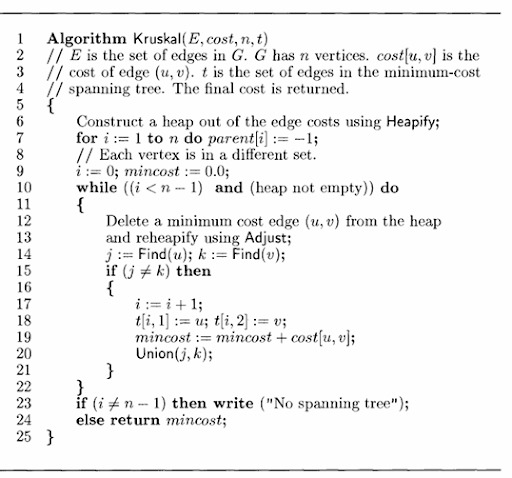 1 Algorithm Kruskal(E, cost, n, t)
2 // E is the set of edges in G. G has n vertices. cost[u, v] is the
3 // cost of edge (u, v). t is the set of edges in the minimum-cost
4 // spanning tree. The final cost is returned.
5 {
6 Construct a heap out of the edge costs using Heapify;
7 for i := 1 to n do parent[i] := −1;
8 // Each vertex is in a different set.
9 i := 0; mincost := 0.0;
10 while ((i < n − 1) and (heap not empty)) do
11 {
12 Delete a minimum cost edge (u, v) from the heap
13 and reheapify using Adjust;
14 j := Find(u); k := Find(v);
15 if (j ≠ k) then
16 {
17 i := i + 1;
18 t[i, 1] := u; t[i, 2] := v;
19 mincost := mincost + cost[u, v];
20 Union(j, k);
21 }
22 }
23 if (i ≠ n − 1) then write ("No spanning tree");
24 else return mincost;
25 }